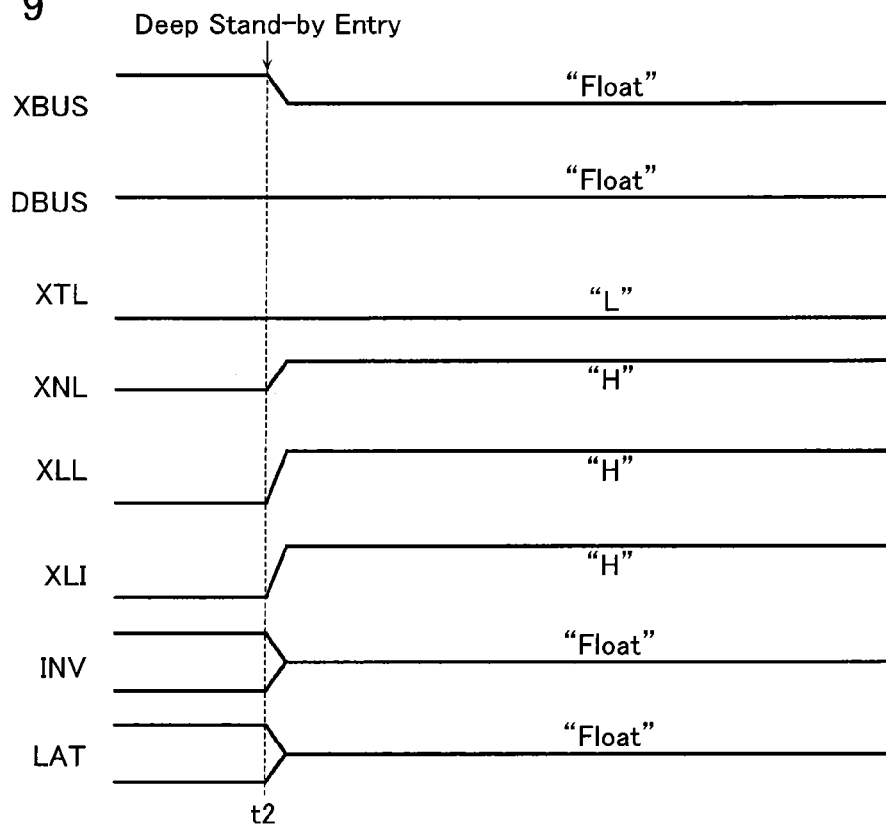 9
Deep Stand-by Entry
XBUS "Float"
DBUS "Float"
XTL "L"
XNL "H"
XLL "H"
XLI "H"
INV "Float"
LAT "Float"
t2